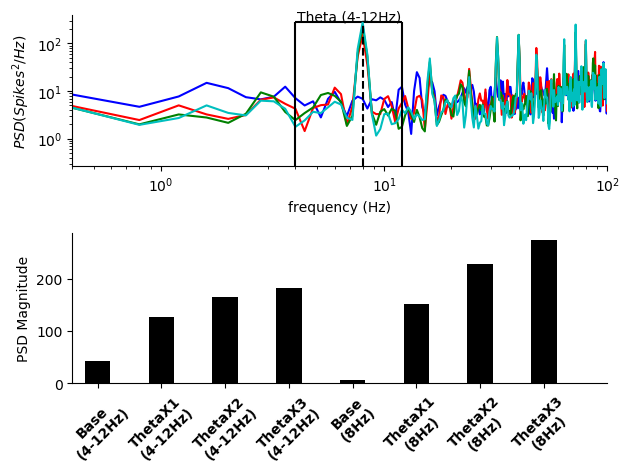 Theta (4-12Hz)
PSD(Spikes²/Hz)
10²
10¹
10⁰
10⁰ 10¹ 10²
frequency (Hz)
PSD Magnitude
200
100
0
Base
(4-12Hz)
ThetaX1
(4-12Hz)
ThetaX2
(4-12Hz)
ThetaX3
(4-12Hz)
Base
(8Hz)
ThetaX1
(8Hz)
ThetaX2
(8Hz)
ThetaX3
(8Hz)